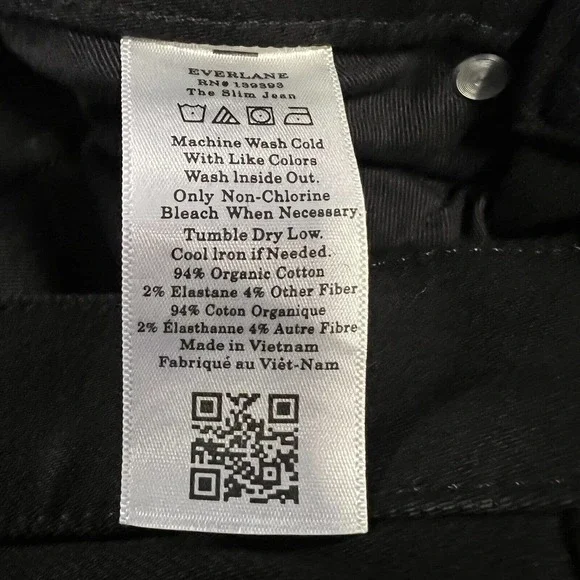 EVERLANE
RN# 139393
The Slim Jean
Machine Wash Cold
With Like Colors
Wash Inside Out.
Only Non-Chlorine
Bleach When Necessary.
Tumble Dry Low.
Cool Iron if Needed.
94% Organic Cotton
2% Elastane 4% Other Fiber
94% Coton Organique
2% Élasthanne 4% Autre Fibre
Made in Vietnam
Fabriqué au Việt-Nam